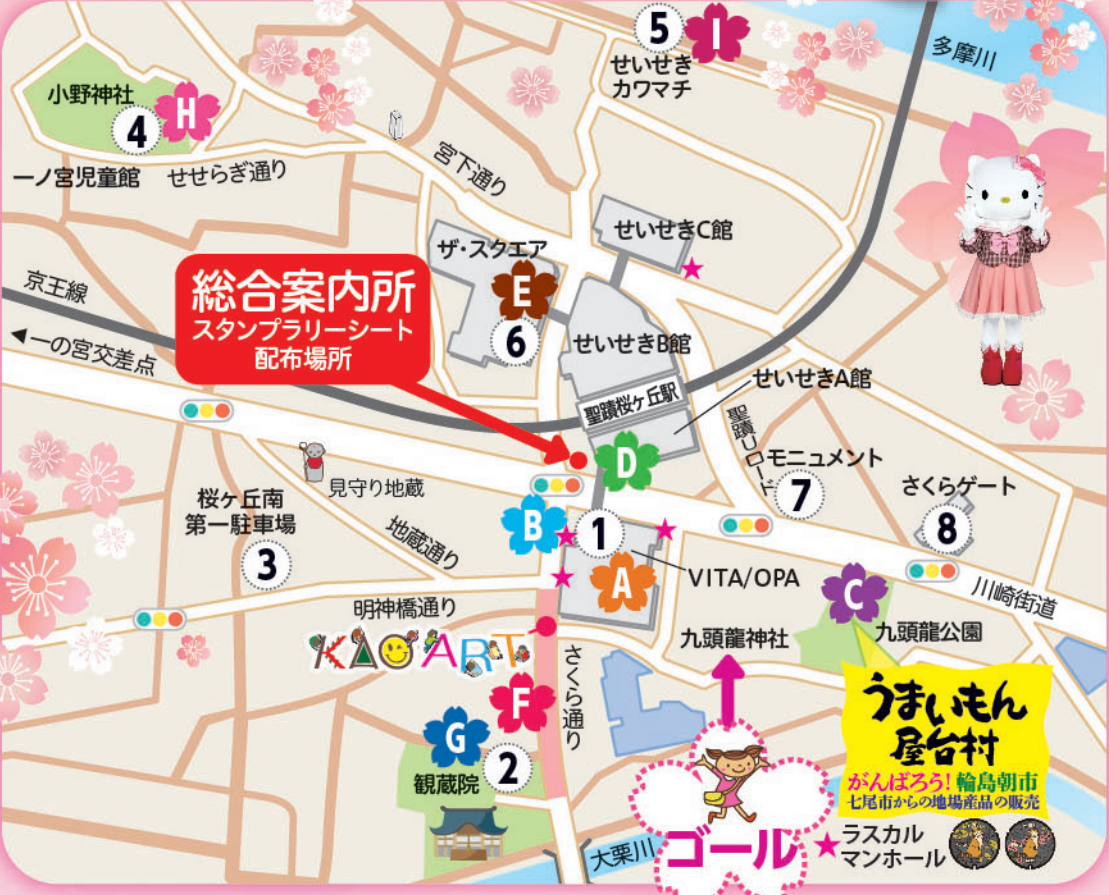 5
I
せいせき
カワマチ
多摩川
小野神社
4
H
一ノ宮児童館
せせらぎ通り
宮下通り
せいせきC館
ザ・スクエア
E
6
京王線
総合案内所
スタンプラリーシート
配布場所
せいせきB館
◀一の宮交差点
せいせきA館
聖蹟桜ヶ丘駅
聖蹟Uロード
D
モニュメント
7
さくらゲート
8
見守り地蔵
桜ヶ丘南
第一駐車場
3
地蔵通り
B
1
A
VITA/OPA
C
川崎街道
明神橋通り
九頭龍神社
九頭龍公園
KAO ART
さくら通り
F
G
2
観蔵院
うまいもん
屋台村
がんばろう!輪島朝市
七尾市からの地場産品の販売
ゴール
大栗川
★ラスカル
マンホール